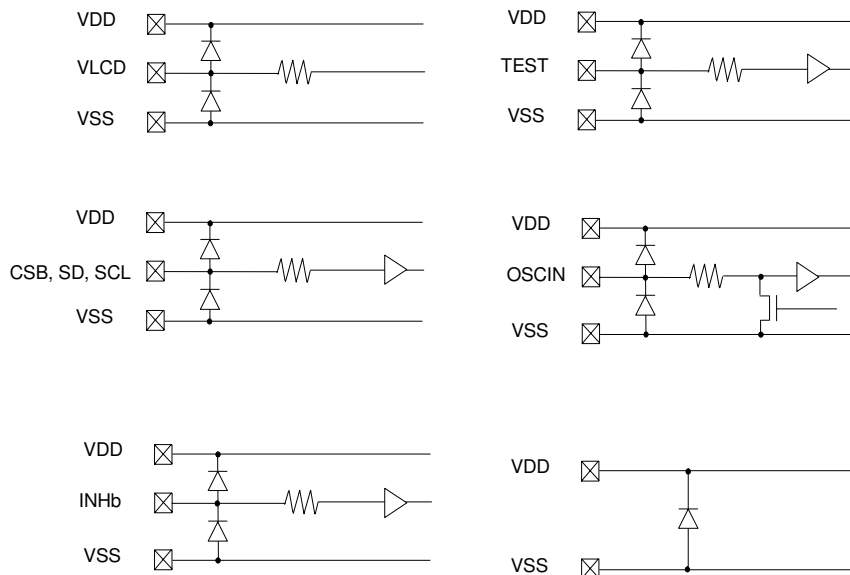 VDD
VLCD
VSS
VDD
TEST
VSS
VDD
CSB, SD, SCL
VSS
VDD
OSCIN
VSS
VDD
INHb
VSS
VDD
VSS